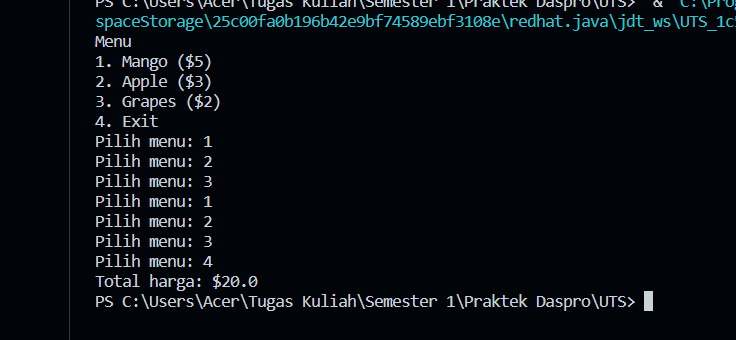 PS C:\Users\Acer\Tugas Kuliah\Semester 1\Praktek Daspro\UTS> & 'C:\Prog
spaceStorage\25c00fa0b196b42e9bf74589ebf3108e\redhat.java\jdt_ws\UTS_1c5
Menu
1. Mango ($5)
2. Apple ($3)
3. Grapes ($2)
4. Exit
Pilih menu: 1
Pilih menu: 2
Pilih menu: 3
Pilih menu: 1
Pilih menu: 2
Pilih menu: 3
Pilih menu: 4
Total harga: $20.0
PS C:\Users\Acer\Tugas Kuliah\Semester 1\Praktek Daspro\UTS>